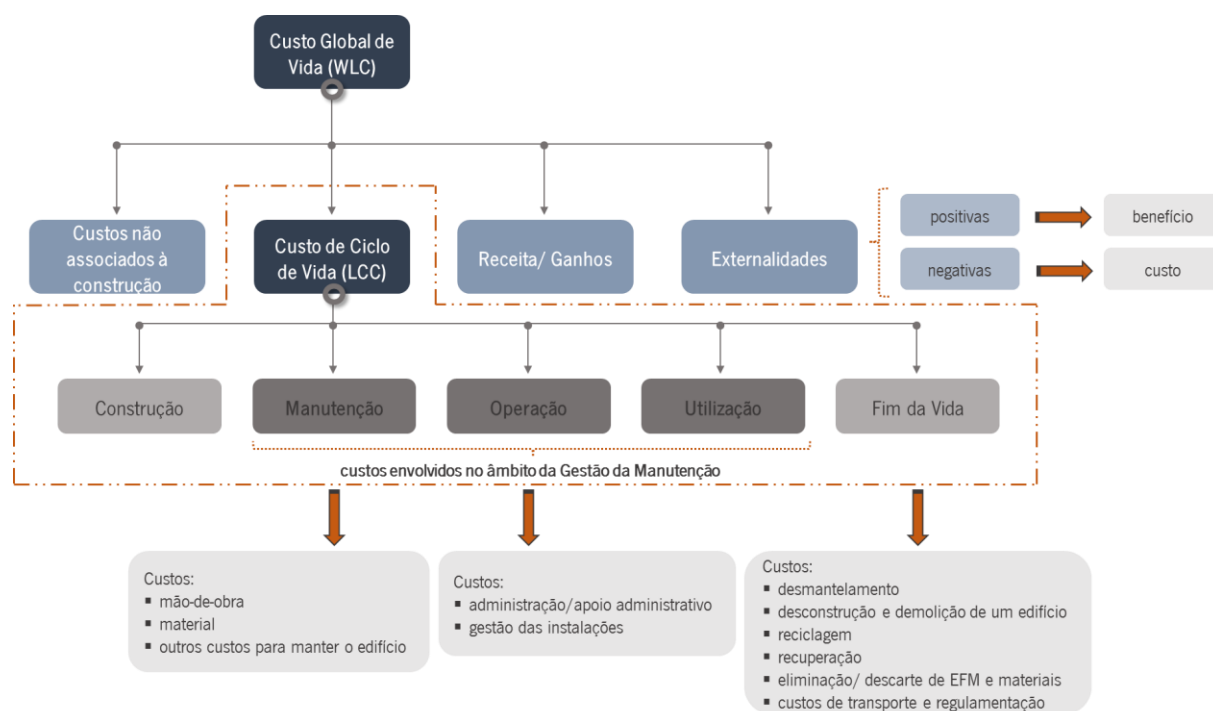 Custo Global de
Vida (WLC)
Custos não
associados à
construção
Custo de Ciclo
de Vida (LCC)
Receita/ Ganhos
Externalidades
positivas
benefício
negativas
custo
Construção
Manutenção
Operação
Utilização
Fim da Vida
custos envolvidos no âmbito da Gestão da Manutenção
Custos:
▪ mão-de-obra
▪ material
▪ outros custos para manter o edifício
Custos:
▪ administração/apoio administrativo
▪ gestão das instalações
Custos:
▪ desmantelamento
▪ desconstrução e demolição de um edifício
▪ reciclagem
▪ recuperação
▪ eliminação/ descarte de EFM e materiais
▪ custos de transporte e regulamentação